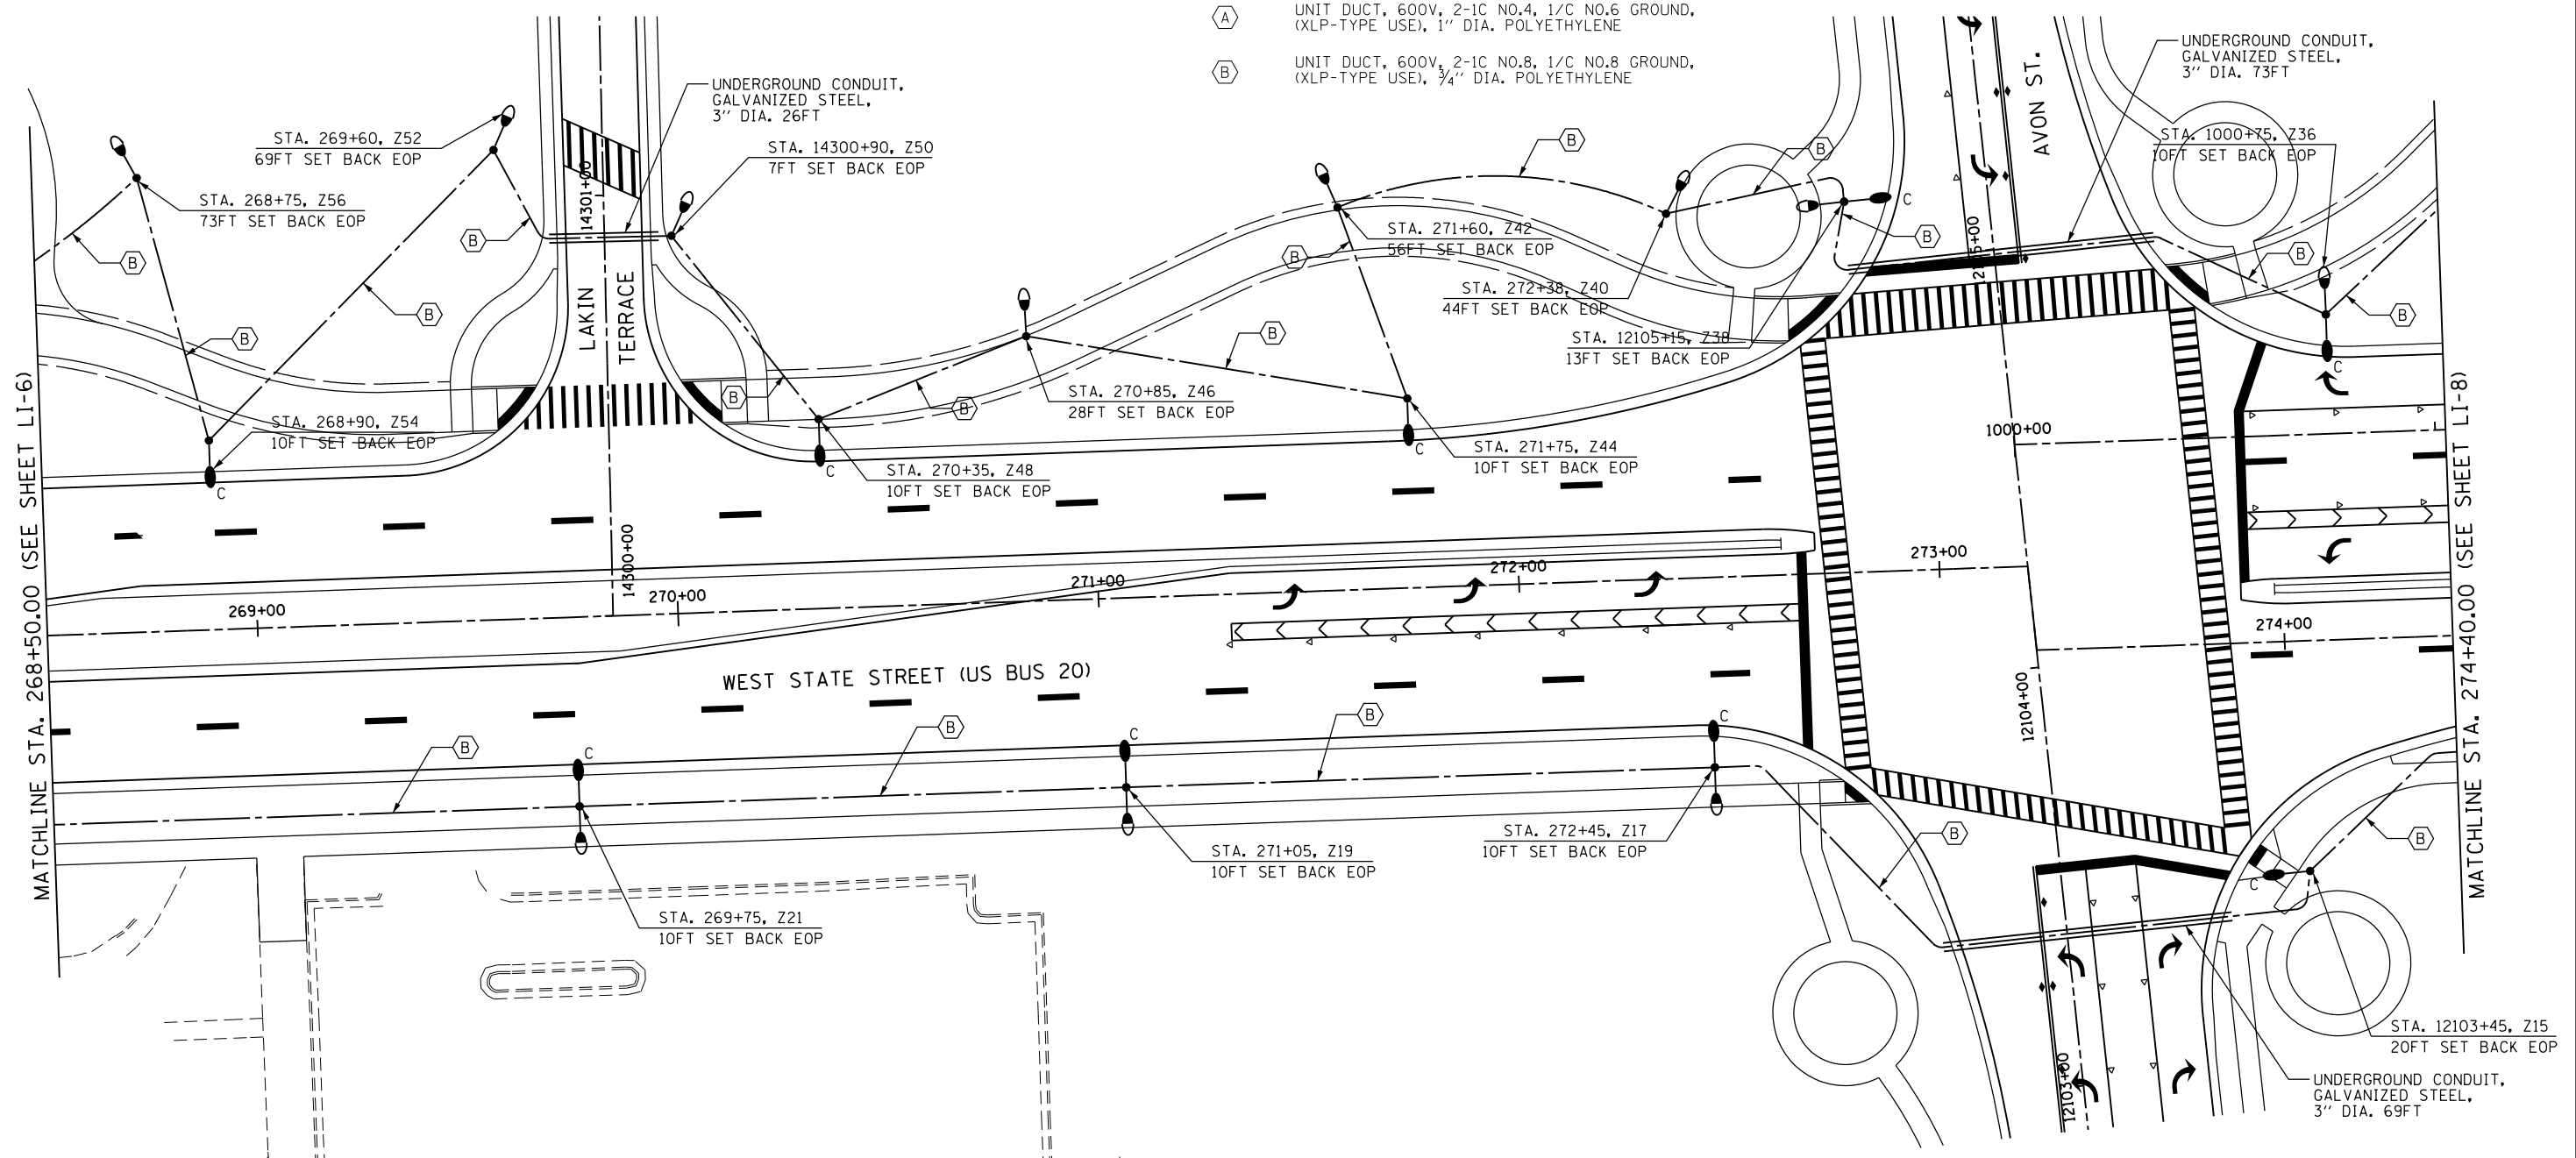 A
UNIT DUCT, 600V, 2-1C NO.4, 1/C NO.6 GROUND,
(XLP-TYPE USE), 1" DIA. POLYETHYLENE
B
UNIT DUCT, 600V, 2-1C NO.8, 1/C NO.8 GROUND,
(XLP-TYPE USE), 3/4" DIA. POLYETHYLENE
UNDERGROUND CONDUIT,
GALVANIZED STEEL,
3" DIA. 26FT
UNDERGROUND CONDUIT,
GALVANIZED STEEL,
3" DIA. 73FT
AVON ST.
STA. 269+60, Z52
69FT SET BACK EOP
STA. 14300+90, Z50
7FT SET BACK EOP
STA. 1000+75, Z36
10FT SET BACK EOP
STA. 268+75, Z56
73FT SET BACK EOP
14301+00
B
B
B
B
B
B
STA. 271+60, Z42
56FT SET BACK EOP
C
B
B
B
B
B
STA. 272+38, Z40
44FT SET BACK EOP
LAKIN
TERRACE
B
B
B
STA. 12105+15, Z38
13FT SET BACK EOP
C
STA. 270+85, Z46
28FT SET BACK EOP
B
STA. 268+90, Z54
10FT SET BACK EOP
C
STA. 270+35, Z48
10FT SET BACK EOP
C
STA. 271+75, Z44
10FT SET BACK EOP
C
1000+00
MATCHLINE STA. 268+50.00 (SEE SHEET LI-6)
MATCHLINE STA. 274+40.00 (SEE SHEET LI-8)
14300+00
269+00
270+00
271+00
272+00
273+00
274+00
WEST STATE STREET (US BUS 20)
12104+00
B
C
B
C
B
C
STA. 272+45, Z17
10FT SET BACK EOP
B
B
STA. 271+05, Z19
10FT SET BACK EOP
C
STA. 269+75, Z21
10FT SET BACK EOP
STA. 12103+45, Z15
20FT SET BACK EOP
12103+00
UNDERGROUND CONDUIT,
GALVANIZED STEEL,
3" DIA. 69FT